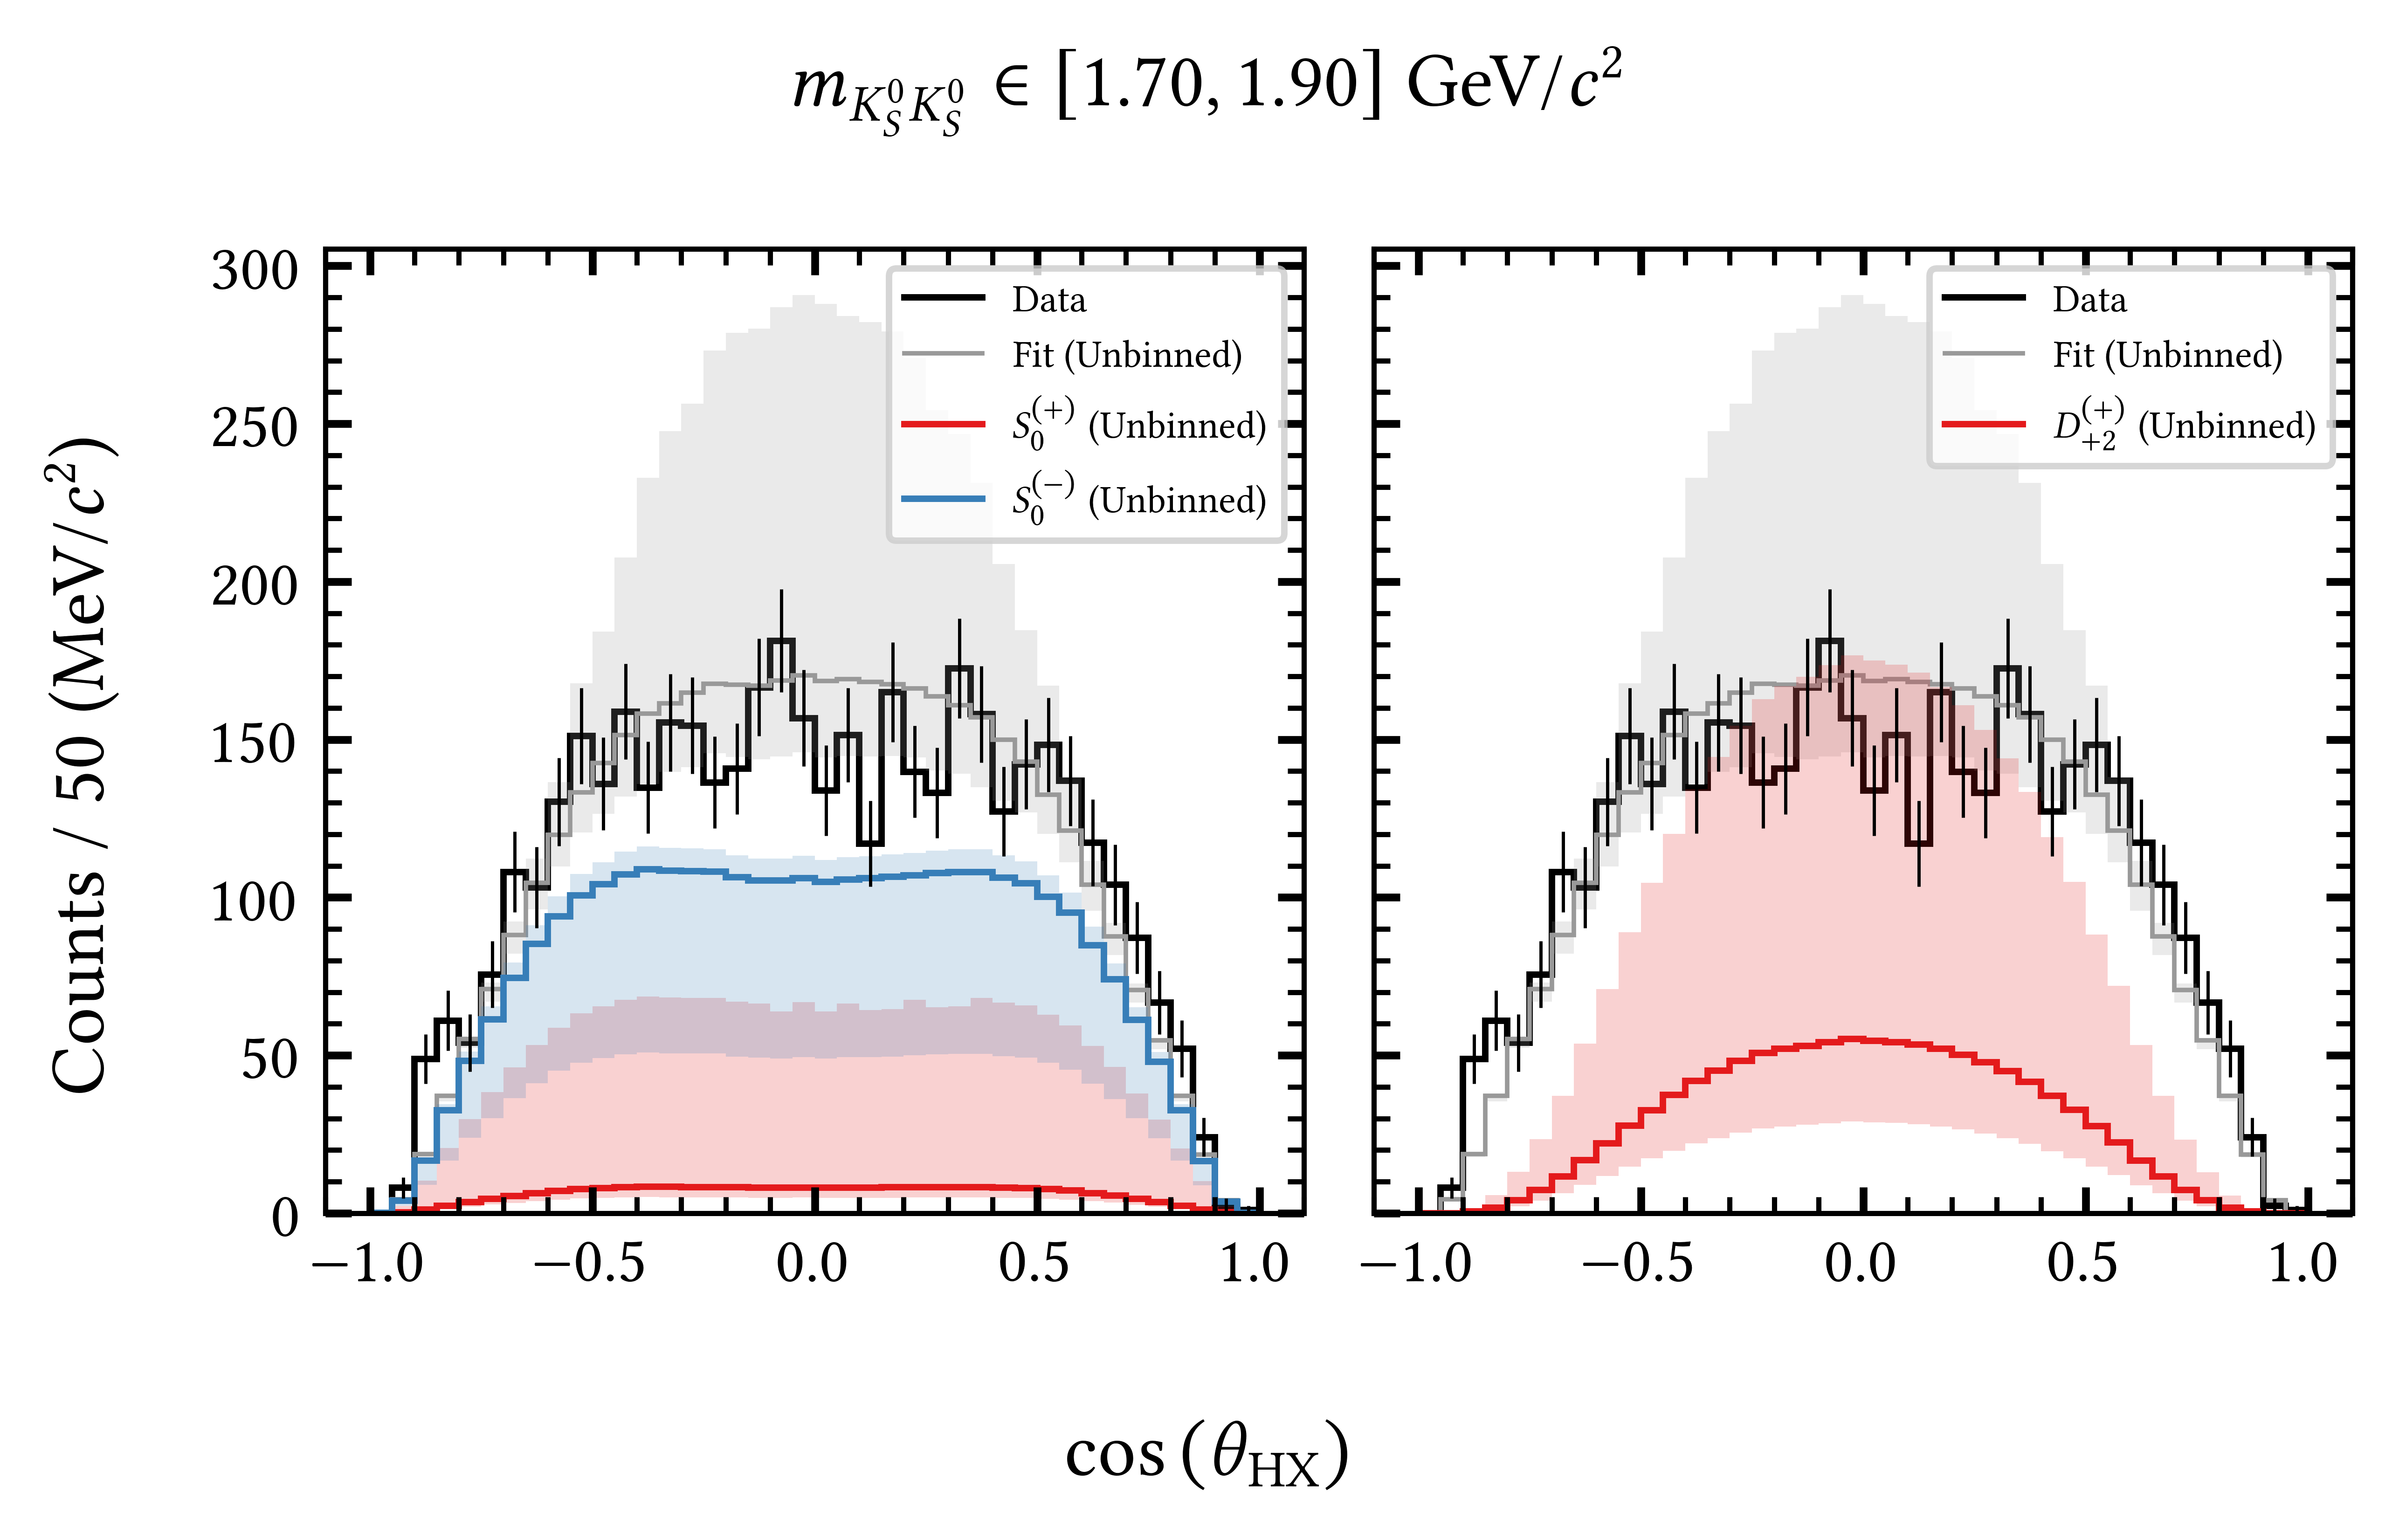 m_{K_S^0 K_S^0} ∈ [1.70, 1.90] GeV/c²
Counts / 50 (MeV/c²)
300
250
200
150
100
50
0
Data
Fit (Unbinned)
S_0^{(+)} (Unbinned)
S_0^{(−)} (Unbinned)
−1.0 −0.5 0.0 0.5 1.0
Data
Fit (Unbinned)
D_{+2}^{(+)} (Unbinned)
−1.0 −0.5 0.0 0.5 1.0
cos (θ_{HX})